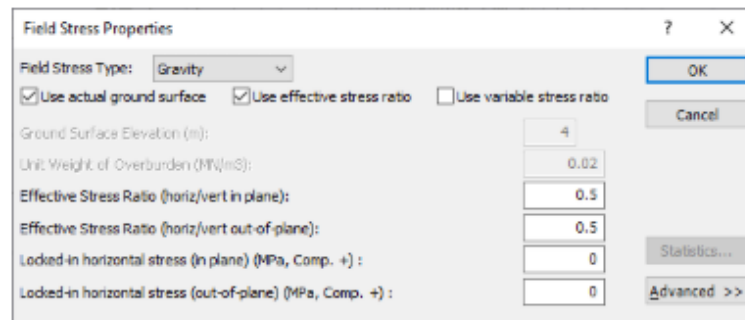 Field Stress Properties ? ×
Field Stress Type: Gravity
OK
Use actual ground surface Use effective stress ratio Use variable stress ratio
Cancel
Ground Surface Elevation (m): 4
Unit Weight of Overburden (MN/m3): 0.02
Effective Stress Ratio (horiz/vert in plane): 0.5
Effective Stress Ratio (horiz/vert out-of-plane): 0.5
Locked-in horizontal stress (in plane) (MPa, Comp. +) : 0
Statistics...
Locked-in horizontal stress (out-of-plane) (MPa, Comp. +) : 0
Advanced >>